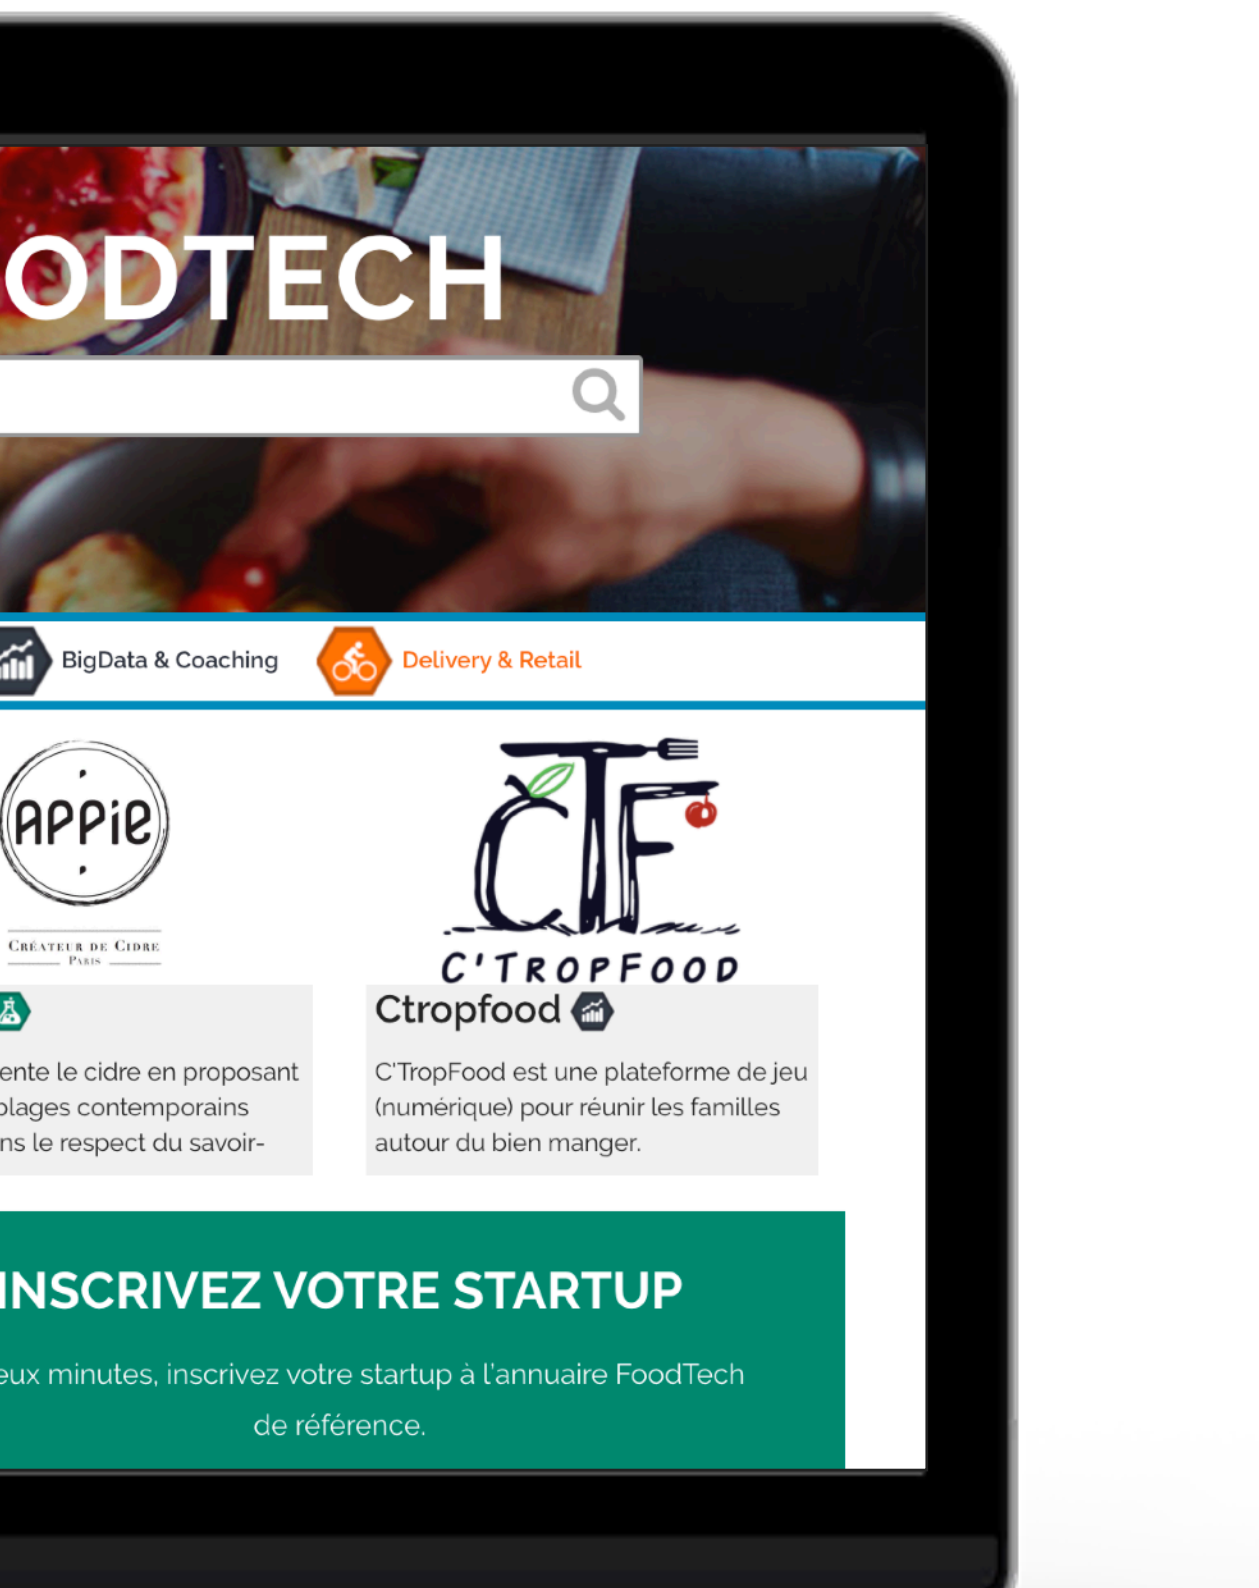 ODTECH
BigData & Coaching
Delivery & Retail
APPie
CRÉATEUR DE CIDRE
PARIS
ente le cidre en proposant
blages contemporains
ns le respect du savoir-
CTF
C'TROPFOOD
Ctropfood
C'TropFood est une plateforme de jeu
(numérique) pour réunir les familles
autour du bien manger.
INSCRIVEZ VOTRE STARTUP
eux minutes, inscrivez votre startup à l'annuaire FoodTech
de référence.